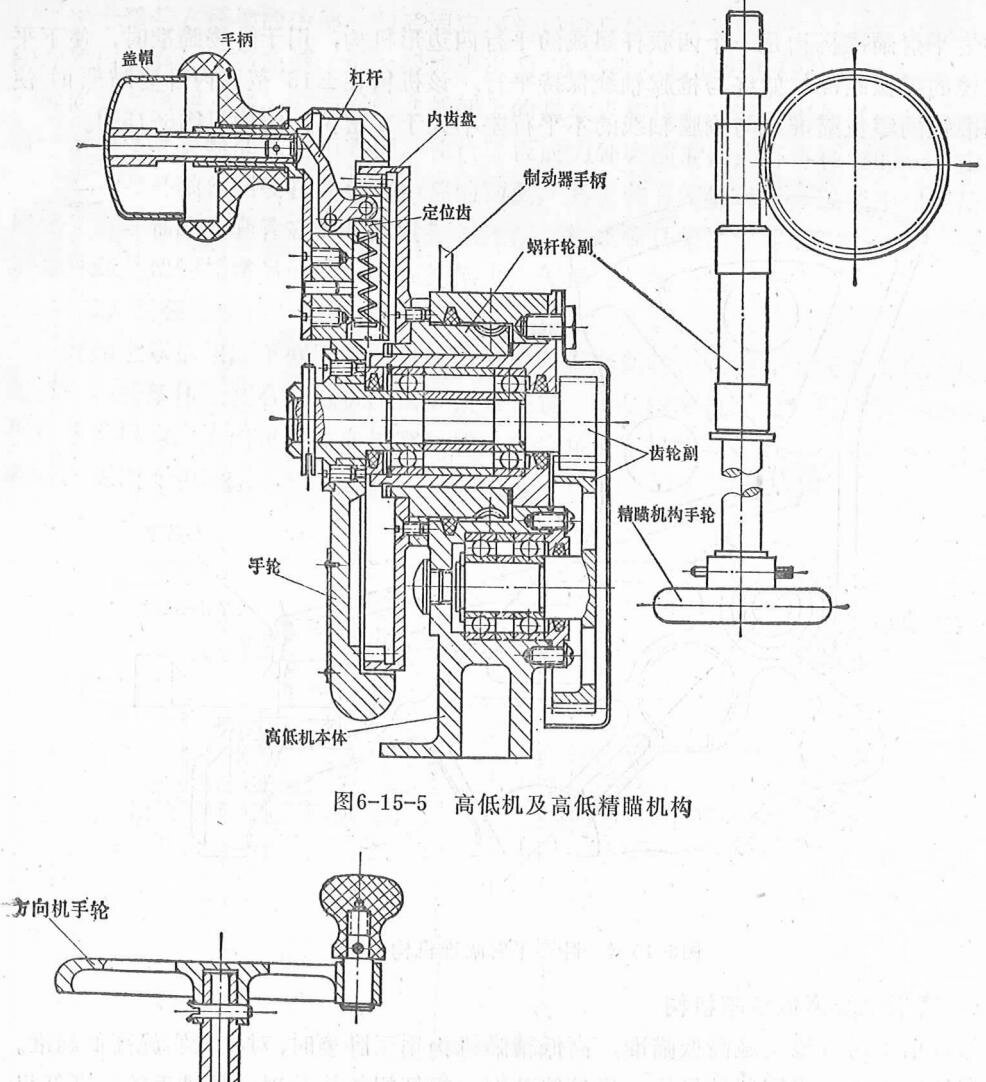 手柄
盖帽
杠杆
内齿盘
制动器手柄
定位齿
蜗杆轮副
齿轮副
精瞄机构手轮
手轮
高低机本体
图6-15-5 高低机及高低精瞄机构
方向机手轮